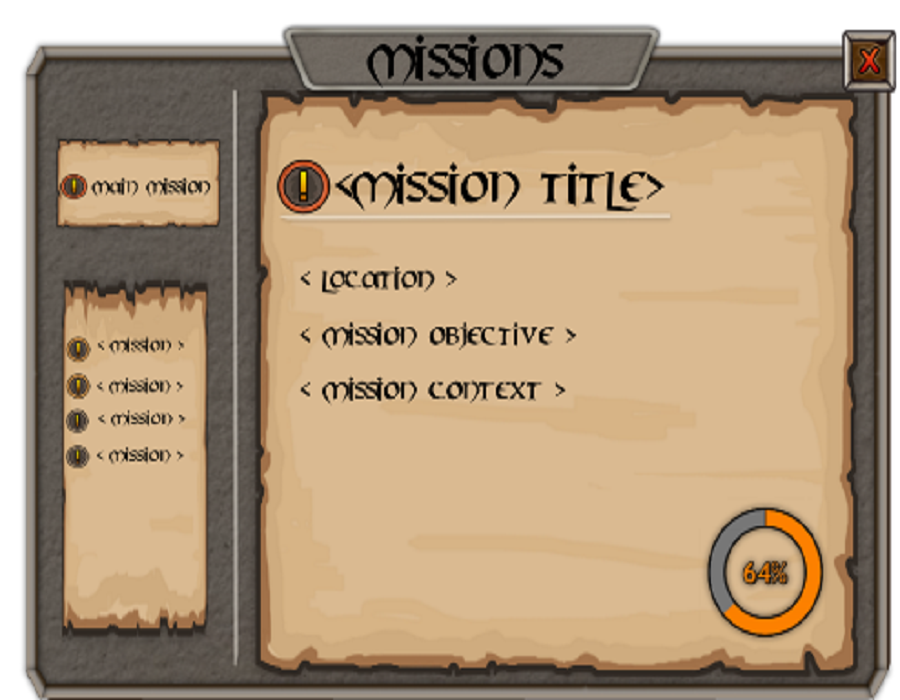 missions
X
! main mission
! < mission >
! < mission >
! < mission >
! < mission >
! <mission TITLE>
< LOCATION >
< mission OBJECTIVE >
< mission CONTEXT >
64%